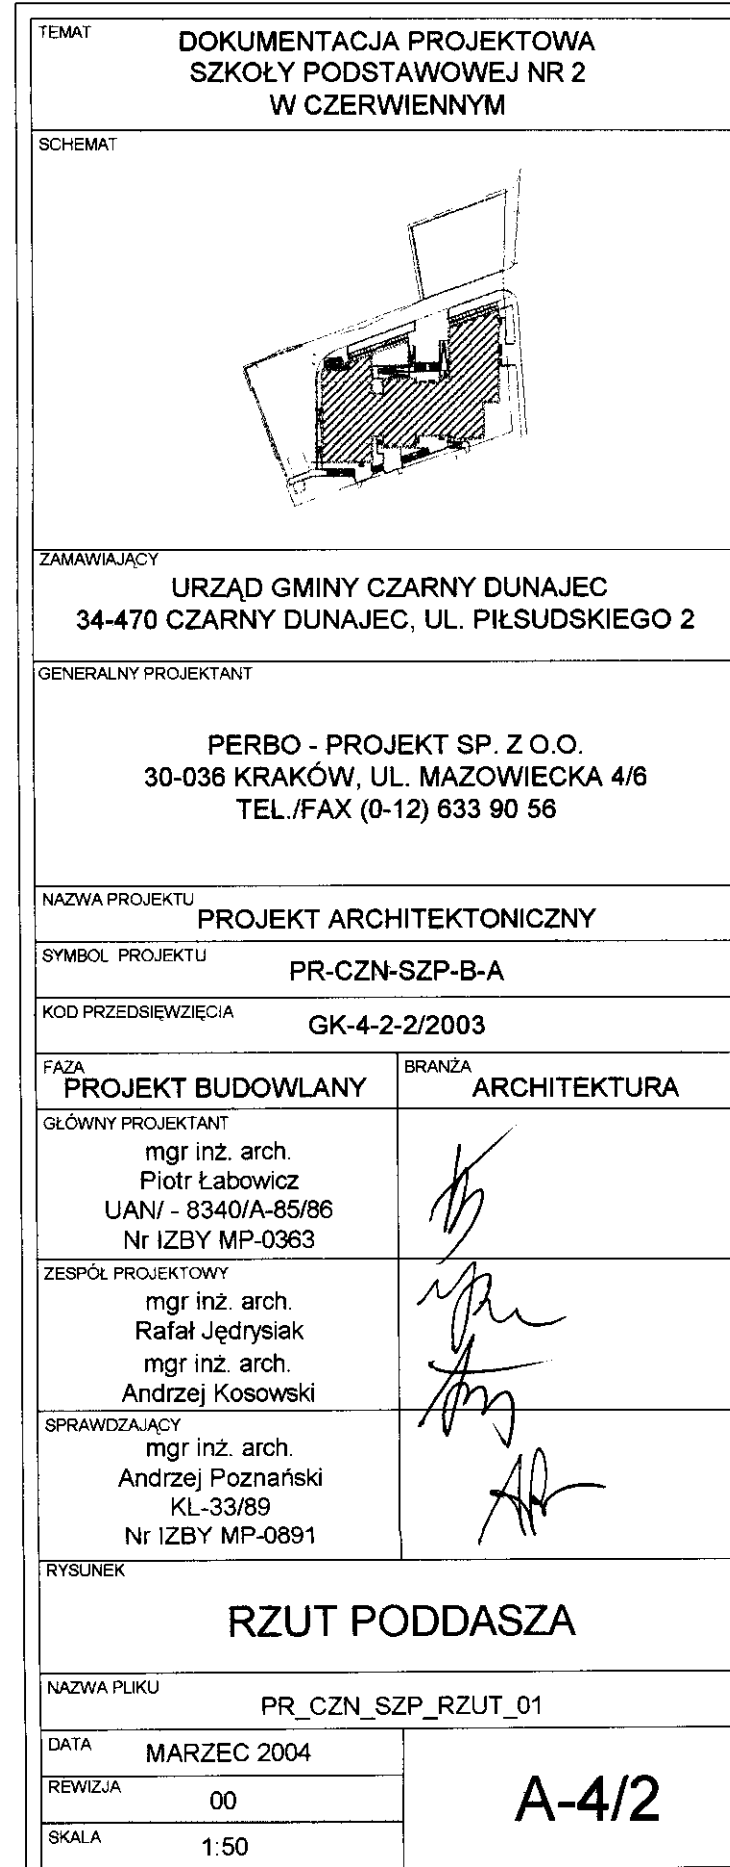 TEMAT
DOKUMENTACJA PROJEKTOWA
SZKOŁY PODSTAWOWEJ NR 2
W CZERWIENNYM
SCHEMAT
ZAMAWIAJĄCY
URZĄD GMINY CZARNY DUNAJEC
34-470 CZARNY DUNAJEC, UL. PIŁSUDSKIEGO 2
GENERALNY PROJEKTANT
PERBO - PROJEKT SP. Z O.O.
30-036 KRAKÓW, UL. MAZOWIECKA 4/6
TEL./FAX (0-12) 633 90 56
NAZWA PROJEKTU
PROJEKT ARCHITEKTONICZNY
SYMBOL PROJEKTU
PR-CZN-SZP-B-A
KOD PRZEDSIĘWZIĘCIA
GK-4-2-2/2003
FAZA
PROJEKT BUDOWLANY
BRANŻA
ARCHITEKTURA
GŁÓWNY PROJEKTANT
mgr inż. arch.
Piotr Łabowicz
UAN/ - 8340/A-85/86
Nr IZBY MP-0363
ZESPÓŁ PROJEKTOWY
mgr inż. arch.
Rafał Jędrysiak
mgr inż. arch.
Andrzej Kosowski
SPRAWDZAJĄCY
mgr inż. arch.
Andrzej Poznański
KL-33/89
Nr IZBY MP-0891
RYSUNEK
RZUT PODDASZA
NAZWA PLIKU
PR_CZN_SZP_RZUT_01
DATA
MARZEC 2004
REWIZJA
00
SKALA
1:50
A-4/2